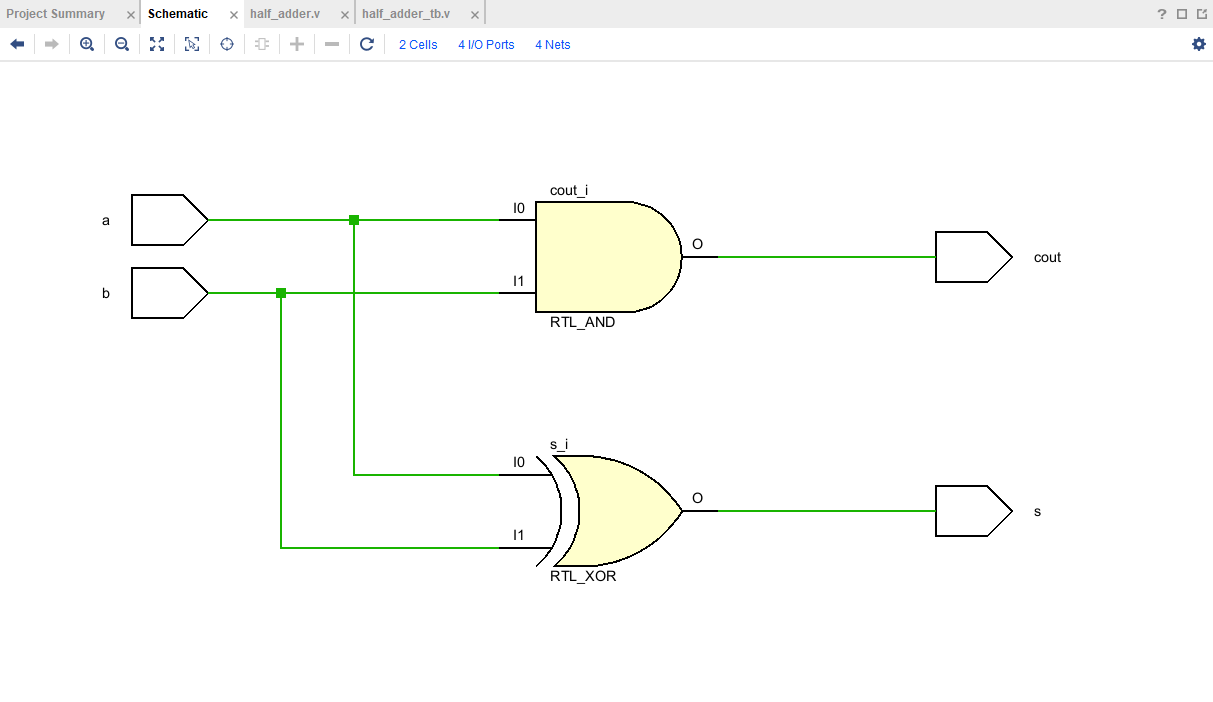 Project Summary × Schematic × half_adder.v × half_adder_tb.v ×
?
2 Cells 4 I/O Ports 4 Nets
cout_i
a I0
O
cout
b I1
RTL_AND
s_i
I0
O
s
I1
RTL_XOR